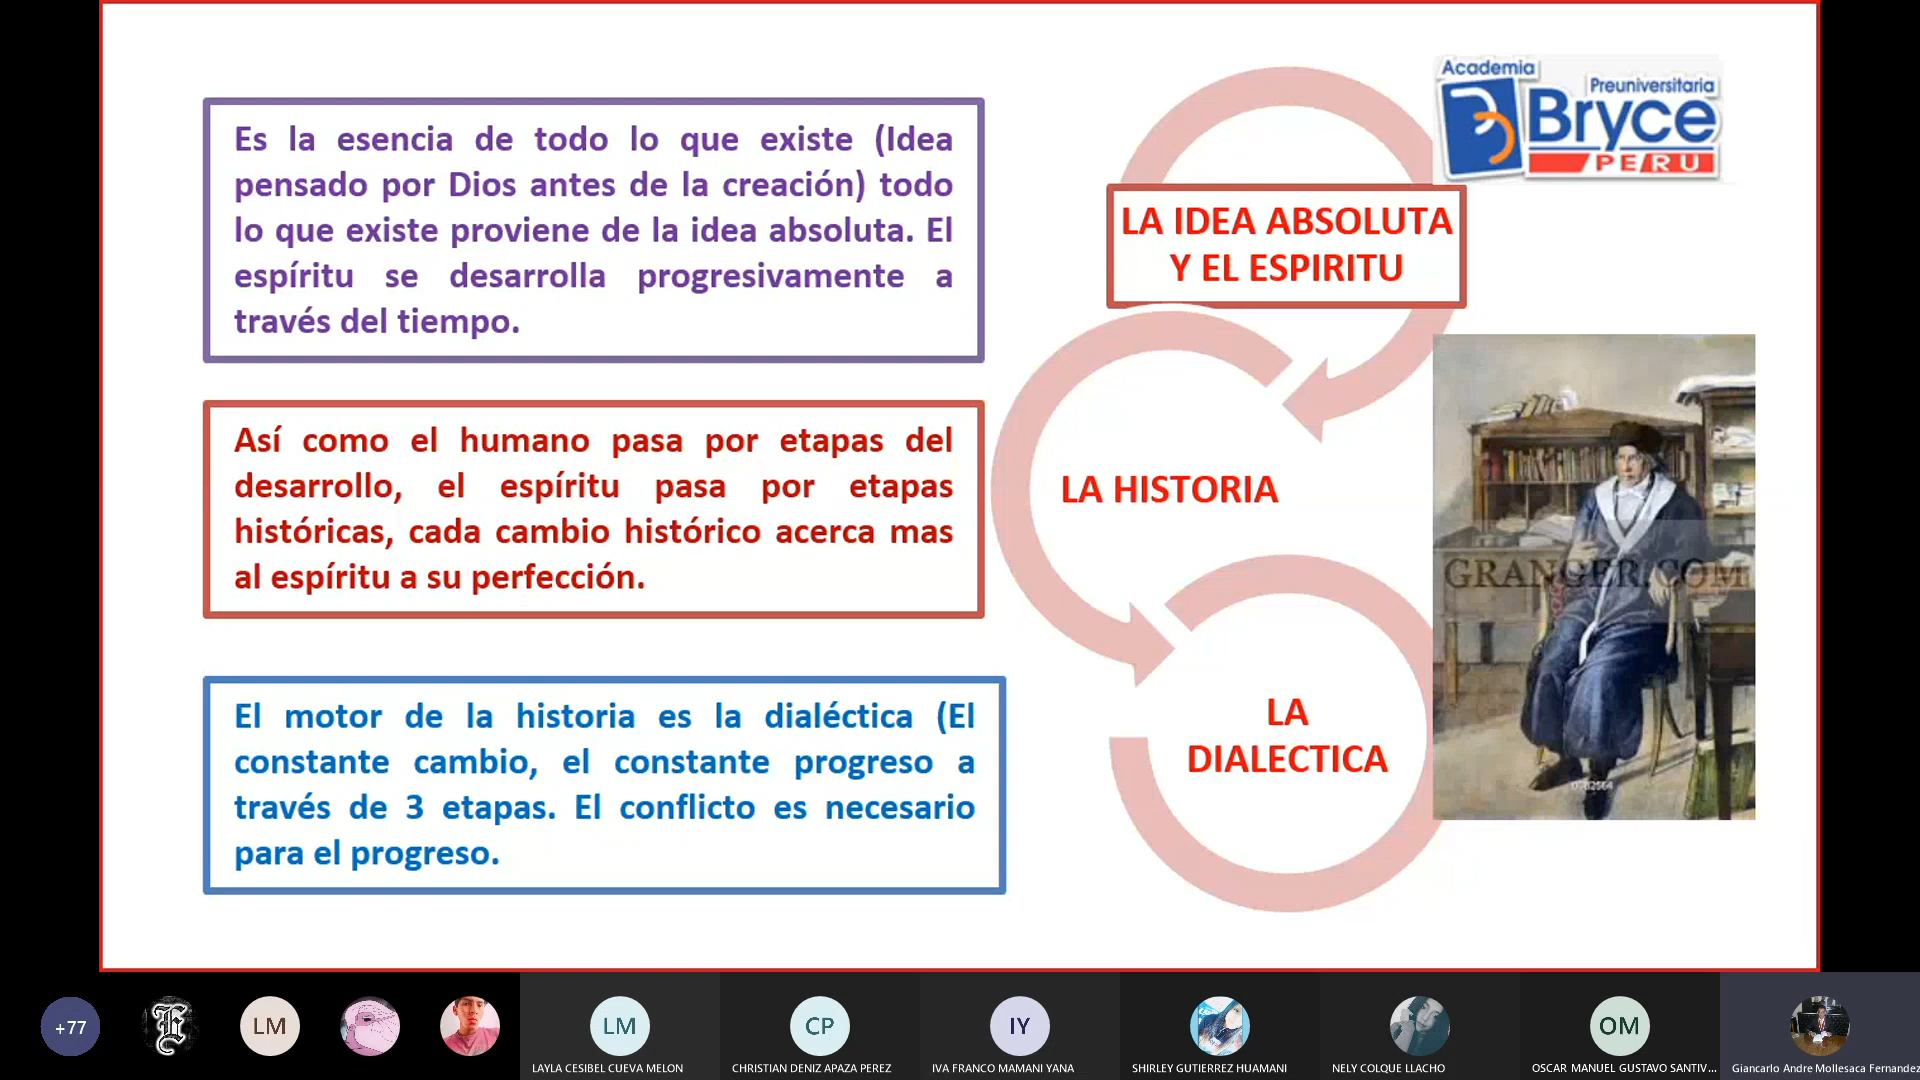 Es la esencia de todo lo que existe (Idea
pensado por Dios antes de la creación) todo
lo que existe proviene de la idea absoluta. El
espíritu se desarrolla progresivamente a
través del tiempo.
Así como el humano pasa por etapas del
desarrollo, el espíritu pasa por etapas
históricas, cada cambio histórico acerca mas
al espíritu a su perfección.
El motor de la historia es la dialéctica (El
constante cambio, el constante progreso a
través de 3 etapas. El conflicto es necesario
para el progreso.
Academia
Preuniversitaria
Bryce
PERU
LA IDEA ABSOLUTA
Y EL ESPIRITU
LA HISTORIA
LA
DIALECTICA
GRANGER.COM
+77
LM
LM
CP
IY
OM
LAYLA CESIBEL CUEVA MELON
CHRISTIAN DENIZ APAZA PEREZ
IVA FRANCO MAMANI YANA
SHIRLEY GUTIERREZ HUAMANI
NELY COLQUE LLACHO
OSCAR MANUEL GUSTAVO SANTIV...
Giancarlo Andre Mollesaca Fernandez